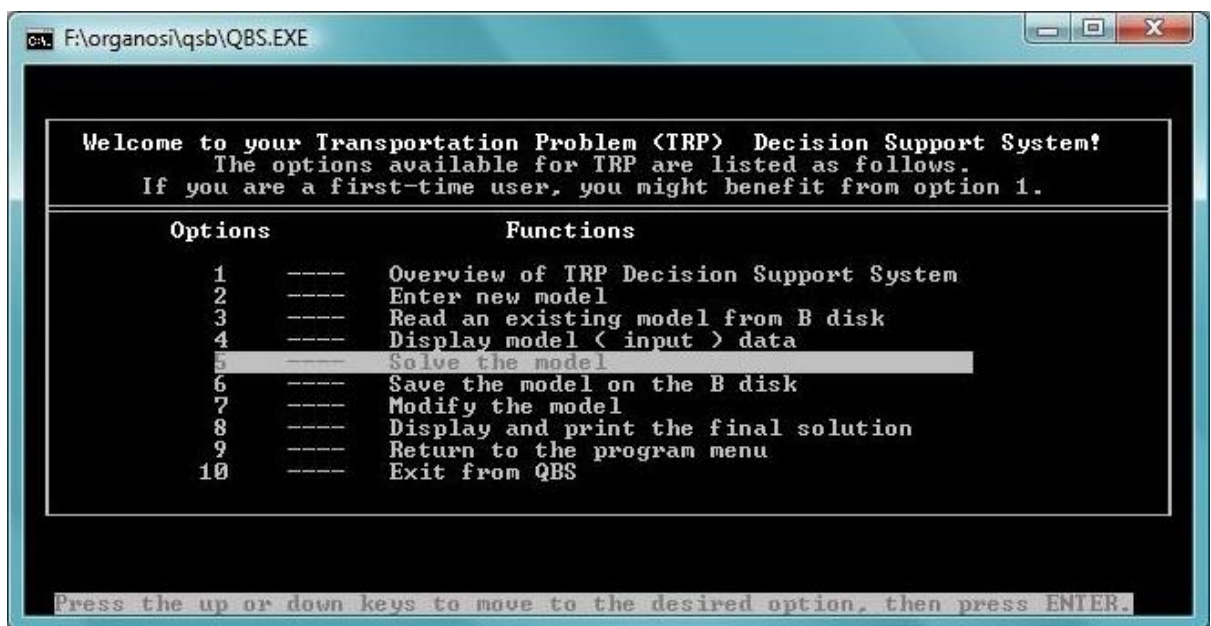 F:\organosi\qsb\QBS.EXE
Welcome to your Transportation Problem (TRP) Decision Support System!
The options available for TRP are listed as follows.
If you are a first-time user, you might benefit from option 1.
Options Functions
1 ---- Overview of TRP Decision Support System
2 ---- Enter new model
3 ---- Read an existing model from B disk
4 ---- Display model ( input ) data
5 ---- Solve the model
6 ---- Save the model on the B disk
7 ---- Modify the model
8 ---- Display and print the final solution
9 ---- Return to the program menu
10 ---- Exit from QBS
Press the up or down keys to move to the desired option, then press ENTER.